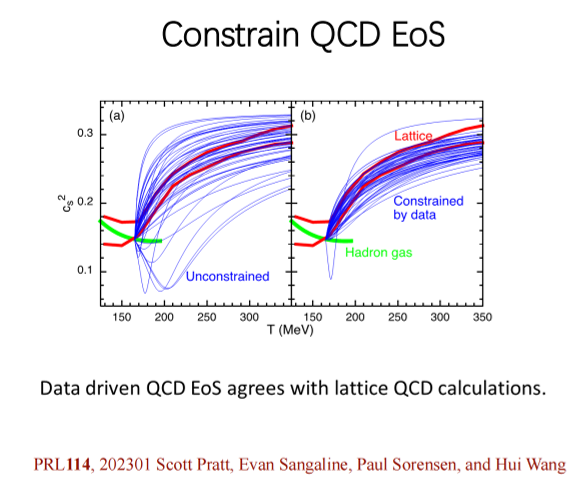 Constrain QCD EoS
(a)
(b)
Lattice
0.3
c_s^2
0.2
Constrained
by data
Hadron gas
Unconstrained
0.1
150 200 250 300 150 200 250 300 350
T (MeV)
Data driven QCD EoS agrees with lattice QCD calculations.
PRL114, 202301 Scott Pratt, Evan Sangaline, Paul Sorensen, and Hui Wang